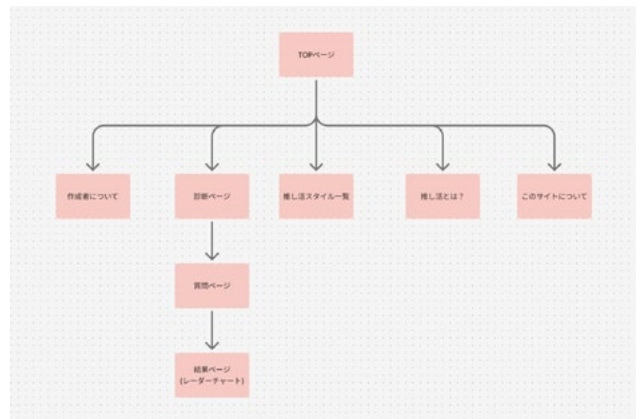 TOPページ
作成者について
診断ページ
推し活スタイル一覧
推し活とは？
このサイトについて
質問ページ
結果ページ
(レーダーチャート)